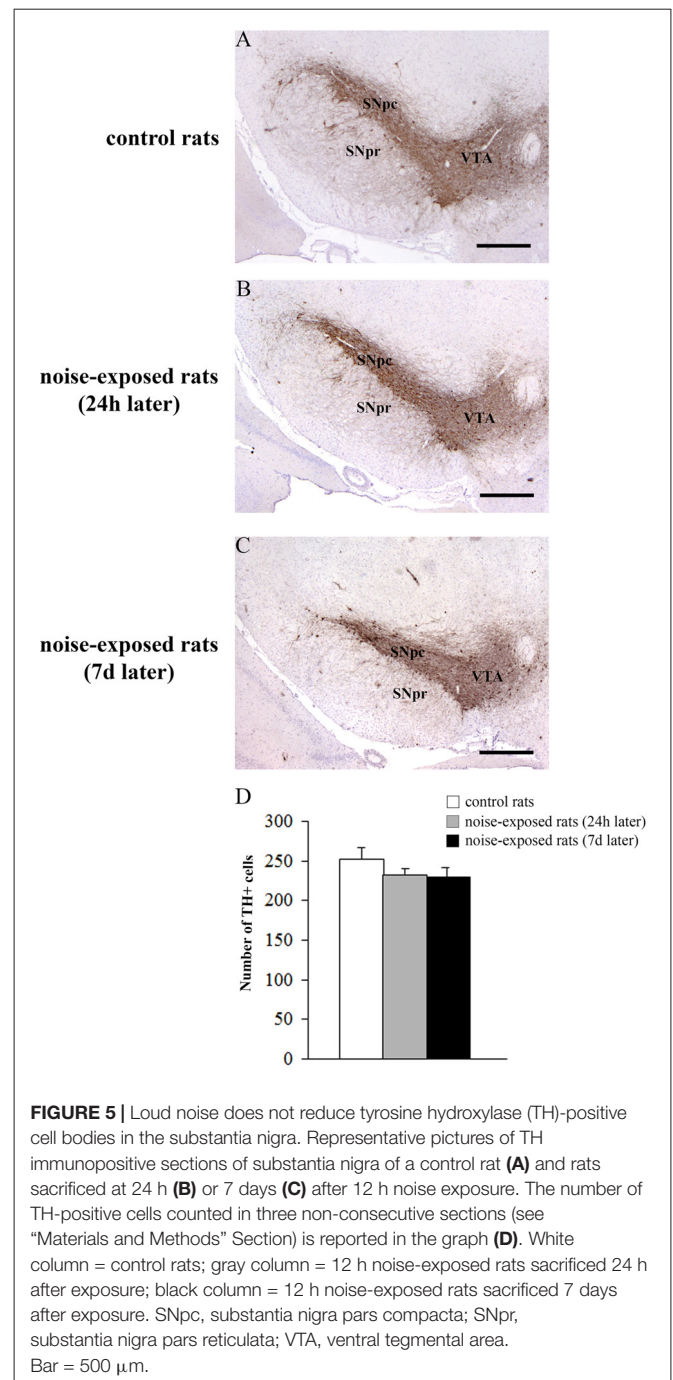 A
SNpc
SNpr
VTA
control rats
B
SNpc
SNpr
VTA
noise-exposed rats
(24h later)
C
SNpc
SNpr
VTA
noise-exposed rats
(7d later)
D
control rats
noise-exposed rats (24h later)
noise-exposed rats (7d later)
Number of TH+ cells
300
250
200
150
100
50
0
FIGURE 5 | Loud noise does not reduce tyrosine hydroxylase (TH)-positive
cell bodies in the substantia nigra. Representative pictures of TH
immunopositive sections of substantia nigra of a control rat (A) and rats
sacrificed at 24 h (B) or 7 days (C) after 12 h noise exposure. The number of
TH-positive cells counted in three non-consecutive sections (see
“Materials and Methods” Section) is reported in the graph (D). White
column = control rats; gray column = 12 h noise-exposed rats sacrificed 24 h
after exposure; black column = 12 h noise-exposed rats sacrificed 7 days
after exposure. SNpc, substantia nigra pars compacta; SNpr,
substantia nigra pars reticulata; VTA, ventral tegmental area.
Bar = 500 μm.